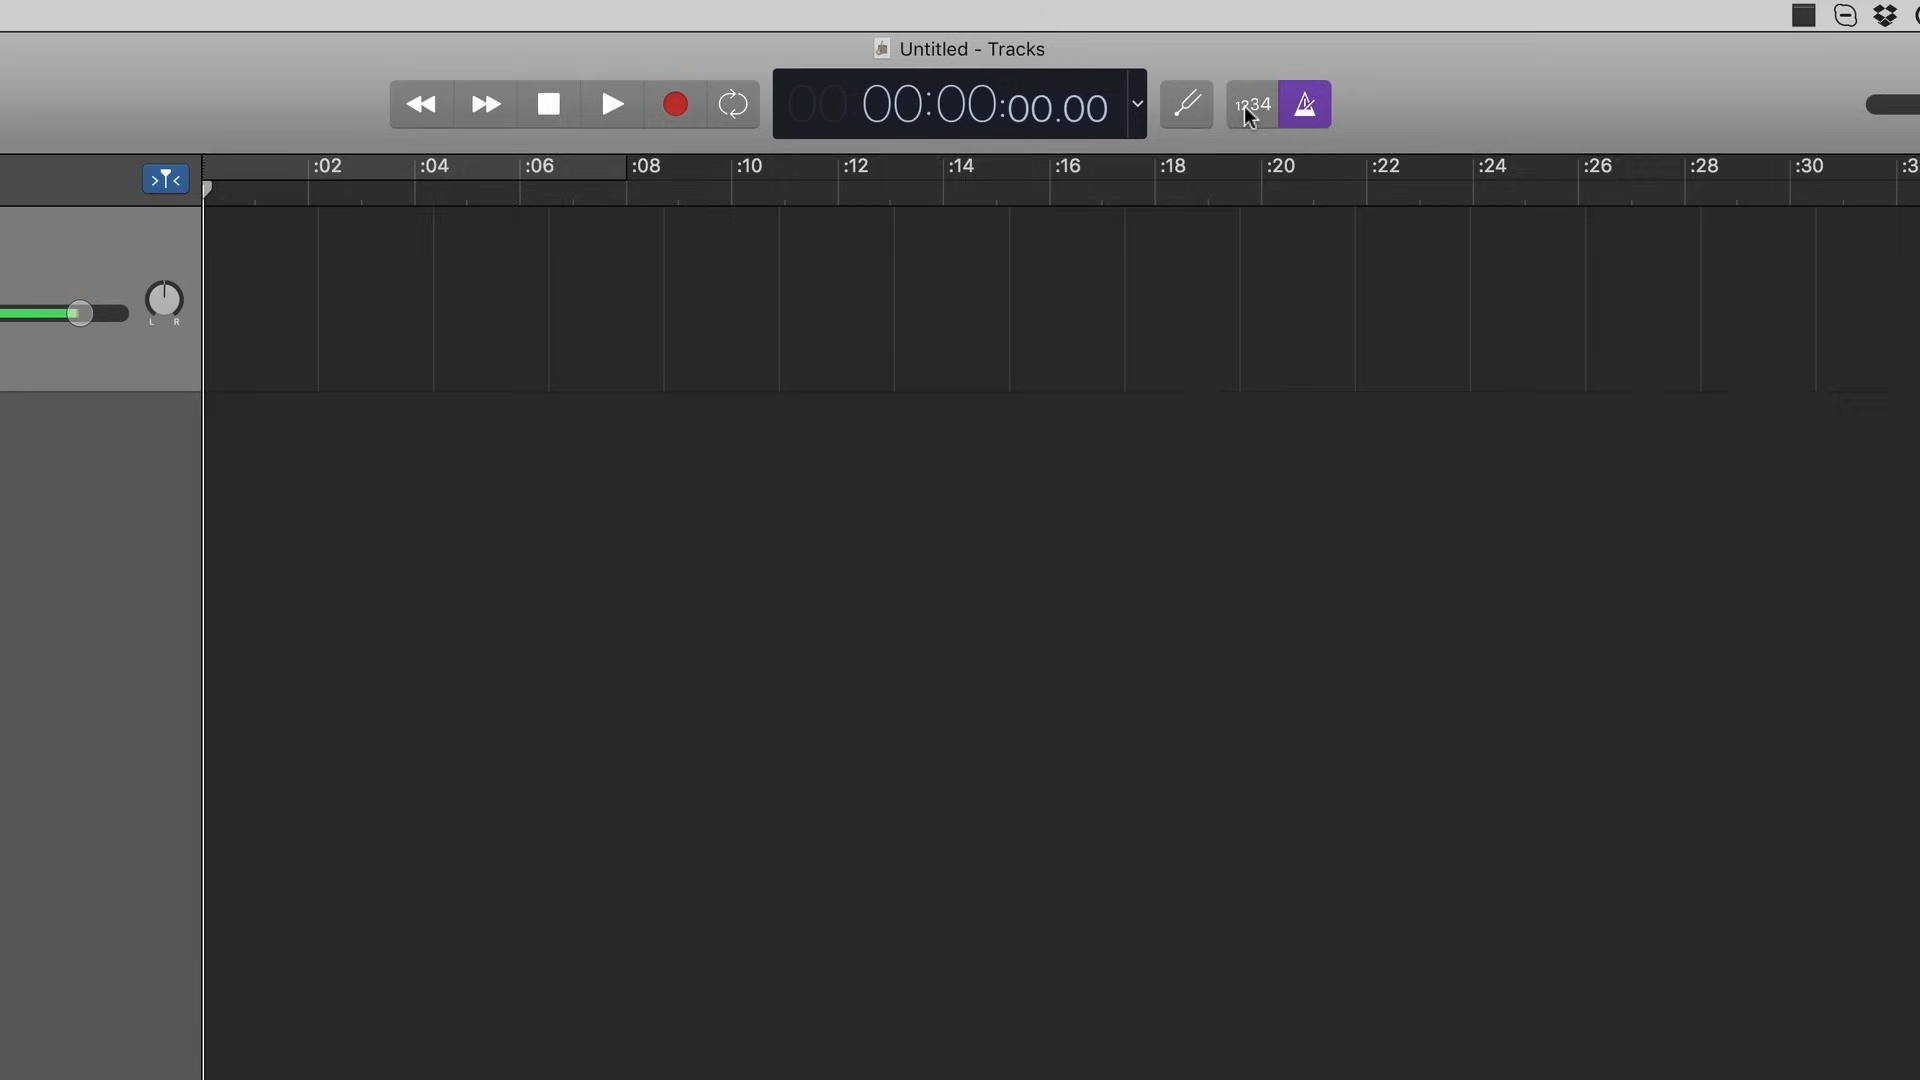 Untitled - Tracks
00 00:00:00.00
1234
:02 :04 :06 :08 :10 :12 :14 :16 :18 :20 :22 :24 :26 :28 :30 :3
L R